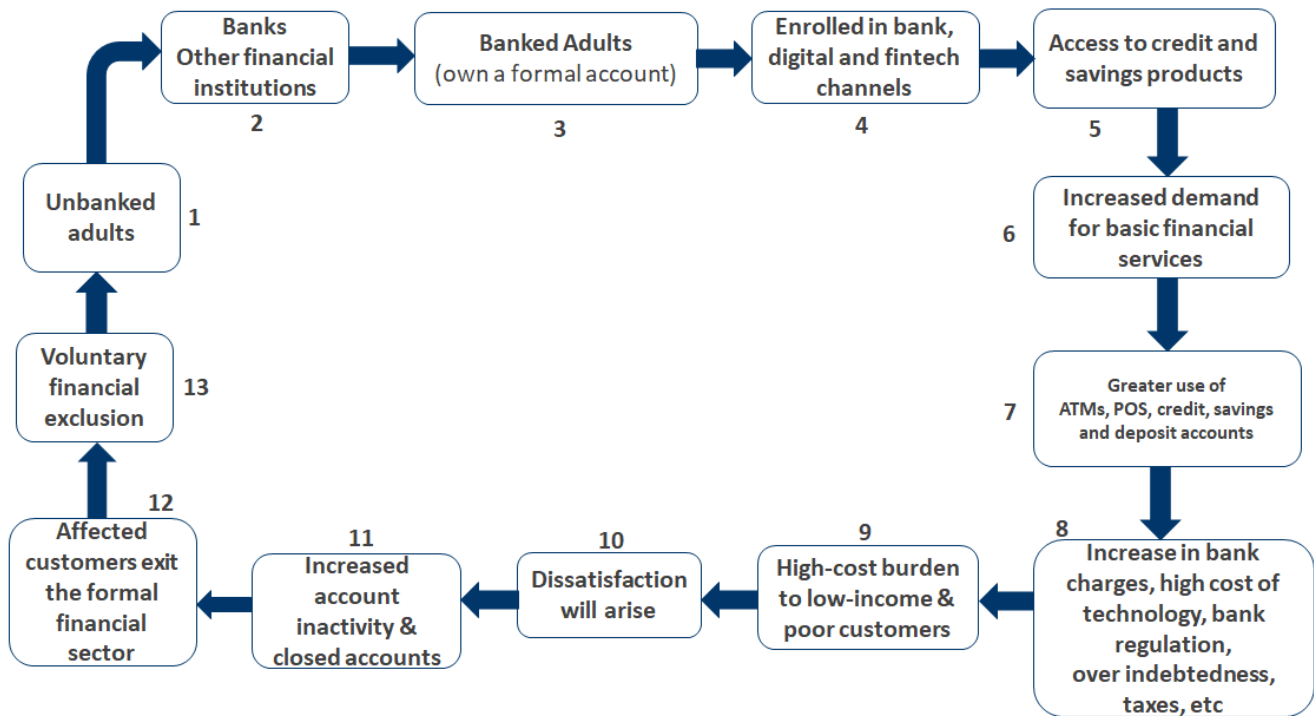 Banks
Other financial
institutions
2
Banked Adults
(own a formal account)
3
Enrolled in bank,
digital and fintech
channels
4
Access to credit and
savings products
5
Increased demand
for basic financial
services
6
Greater use of
ATMs, POS, credit, savings
and deposit accounts
7
8
Increase in bank
charges, high cost of
technology, bank
regulation,
over indebtedness,
taxes, etc
9
High-cost burden
to low-income &
poor customers
10
Dissatisfaction
will arise
11
Increased
account
inactivity &
closed accounts
12
Affected
customers exit
the formal
financial
sector
Voluntary
financial
exclusion
13
Unbanked
adults
1